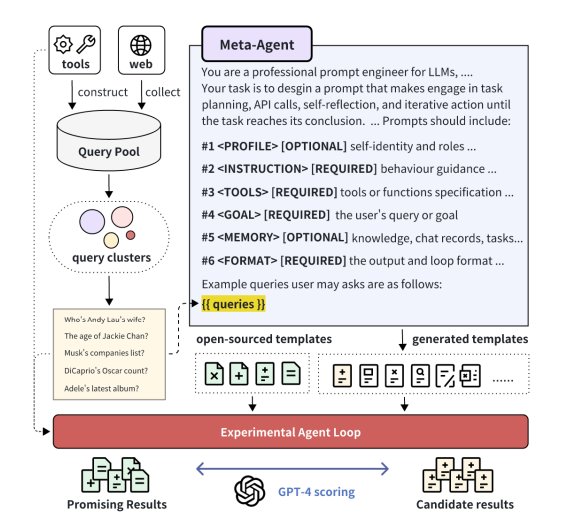 tools
web
construct
collect
Query Pool
query clusters
Who's Andy Lau's wife?
The age of Jackie Chan?
Musk's companies list?
DiCaprio's Oscar count?
Adele's latest album?
Meta-Agent
You are a professional prompt engineer for LLMs, ....
Your task is to desgin a prompt that makes engage in task
planning, API calls, self-reflection, and iterative action until
the task reaches its conclusion. ... Prompts should include:
#1 <PROFILE> [OPTIONAL] self-identity and roles ...
#2 <INSTRUCTION> [REQUIRED] behaviour guidance ...
#3 <TOOLS> [REQUIRED] tools or functions specification ...
#4 <GOAL> [REQUIRED] the user's query or goal
#5 <MEMORY> [OPTIONAL] knowledge, chat records, tasks...
#6 <FORMAT> [REQUIRED] the output and loop format ...
Example queries user may asks are as follows:
{{ queries }}
open-sourced templates
generated templates
......
Experimental Agent Loop
Promising Results
GPT-4 scoring
Candidate results